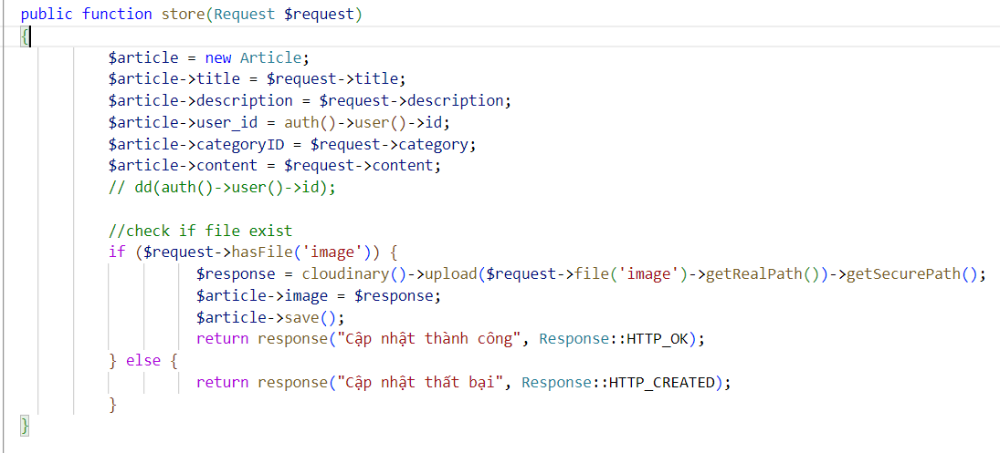 public function store(Request $request)
{
$article = new Article;
$article->title = $request->title;
$article->description = $request->description;
$article->user_id = auth()->user()->id;
$article->categoryID = $request->category;
$article->content = $request->content;
// dd(auth()->user()->id);
//check if file exist
if ($request->hasFile('image')) {
$response = cloudinary()->upload($request->file('image')->getRealPath())->getSecurePath();
$article->image = $response;
$article->save();
return response("Cập nhật thành công", Response::HTTP_OK);
} else {
return response("Cập nhật thất bại", Response::HTTP_CREATED);
}
}